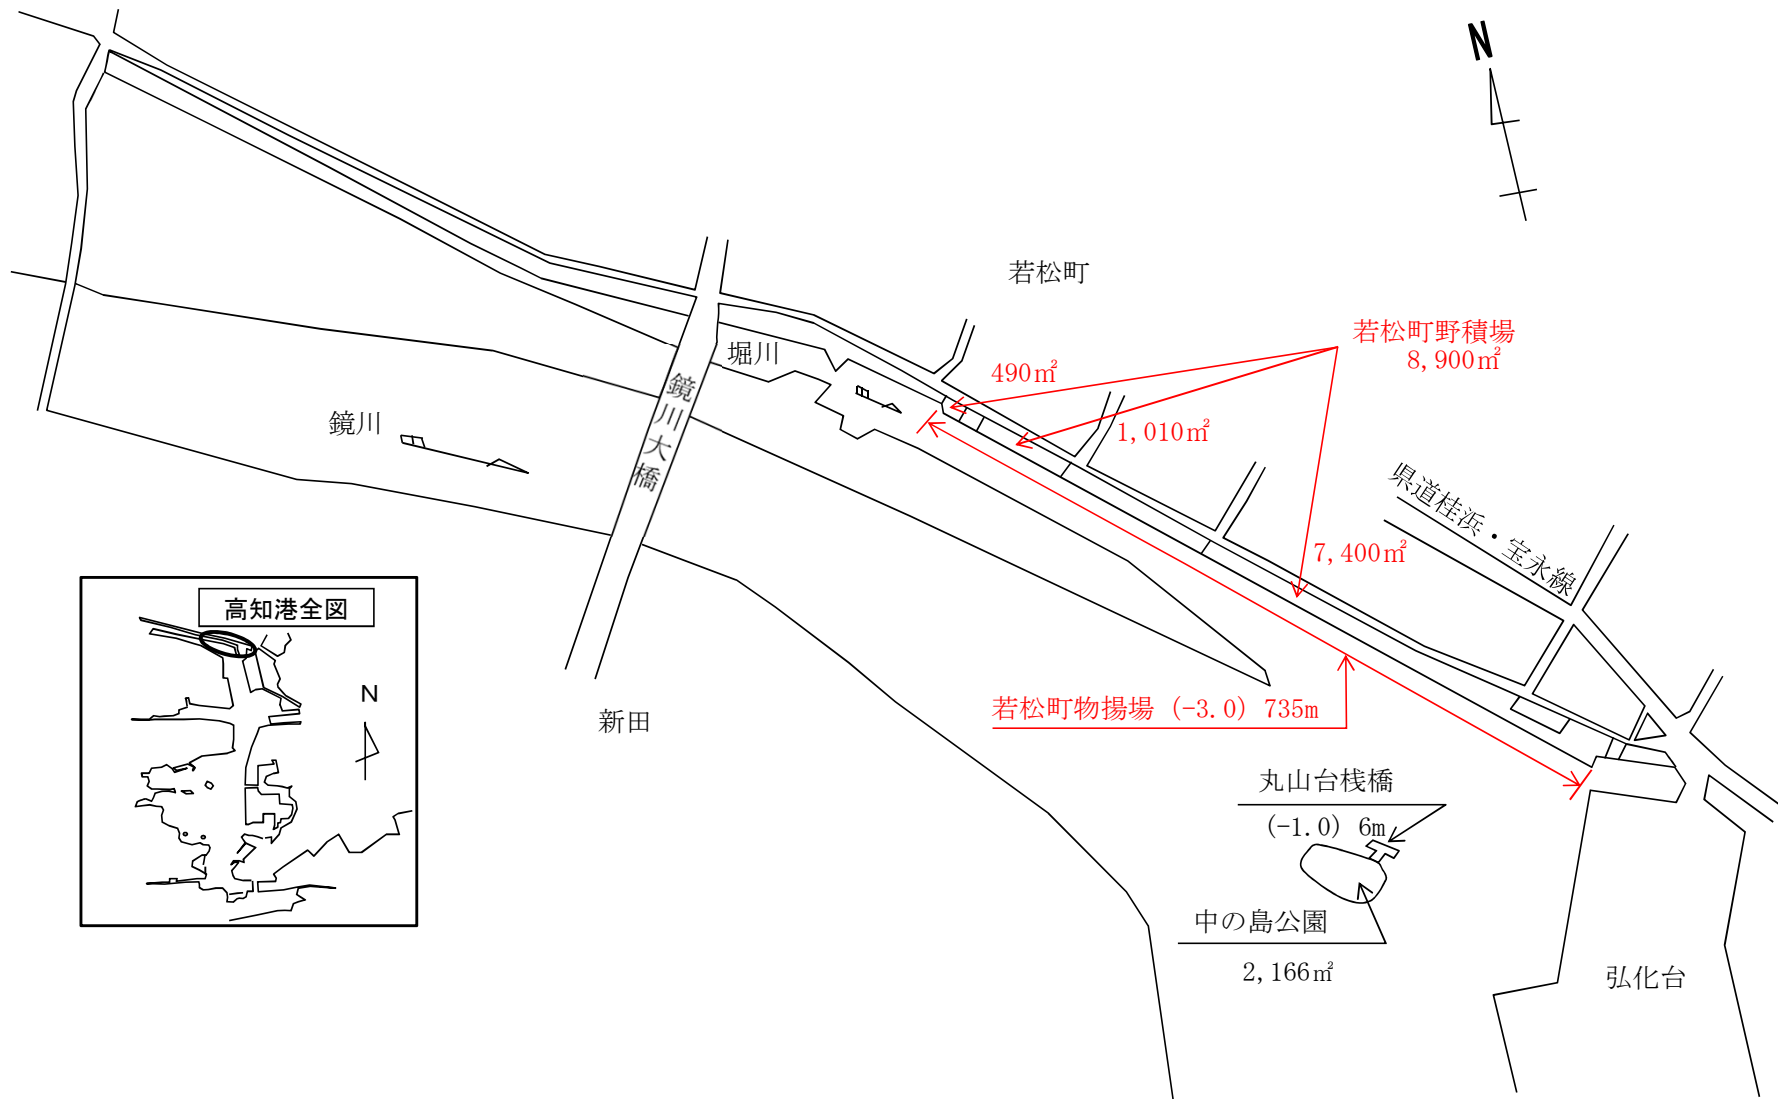 N
若松町
若松町野積場
8,900㎡
堀川
490㎡
鏡川大橋
鏡川
1,010㎡
県道桂浜・宝永線
7,400㎡
高知港全図
N
新田
若松町物揚場 (-3.0) 735m
丸山台桟橋
(-1.0) 6m
中の島公園
2,166㎡
弘化台